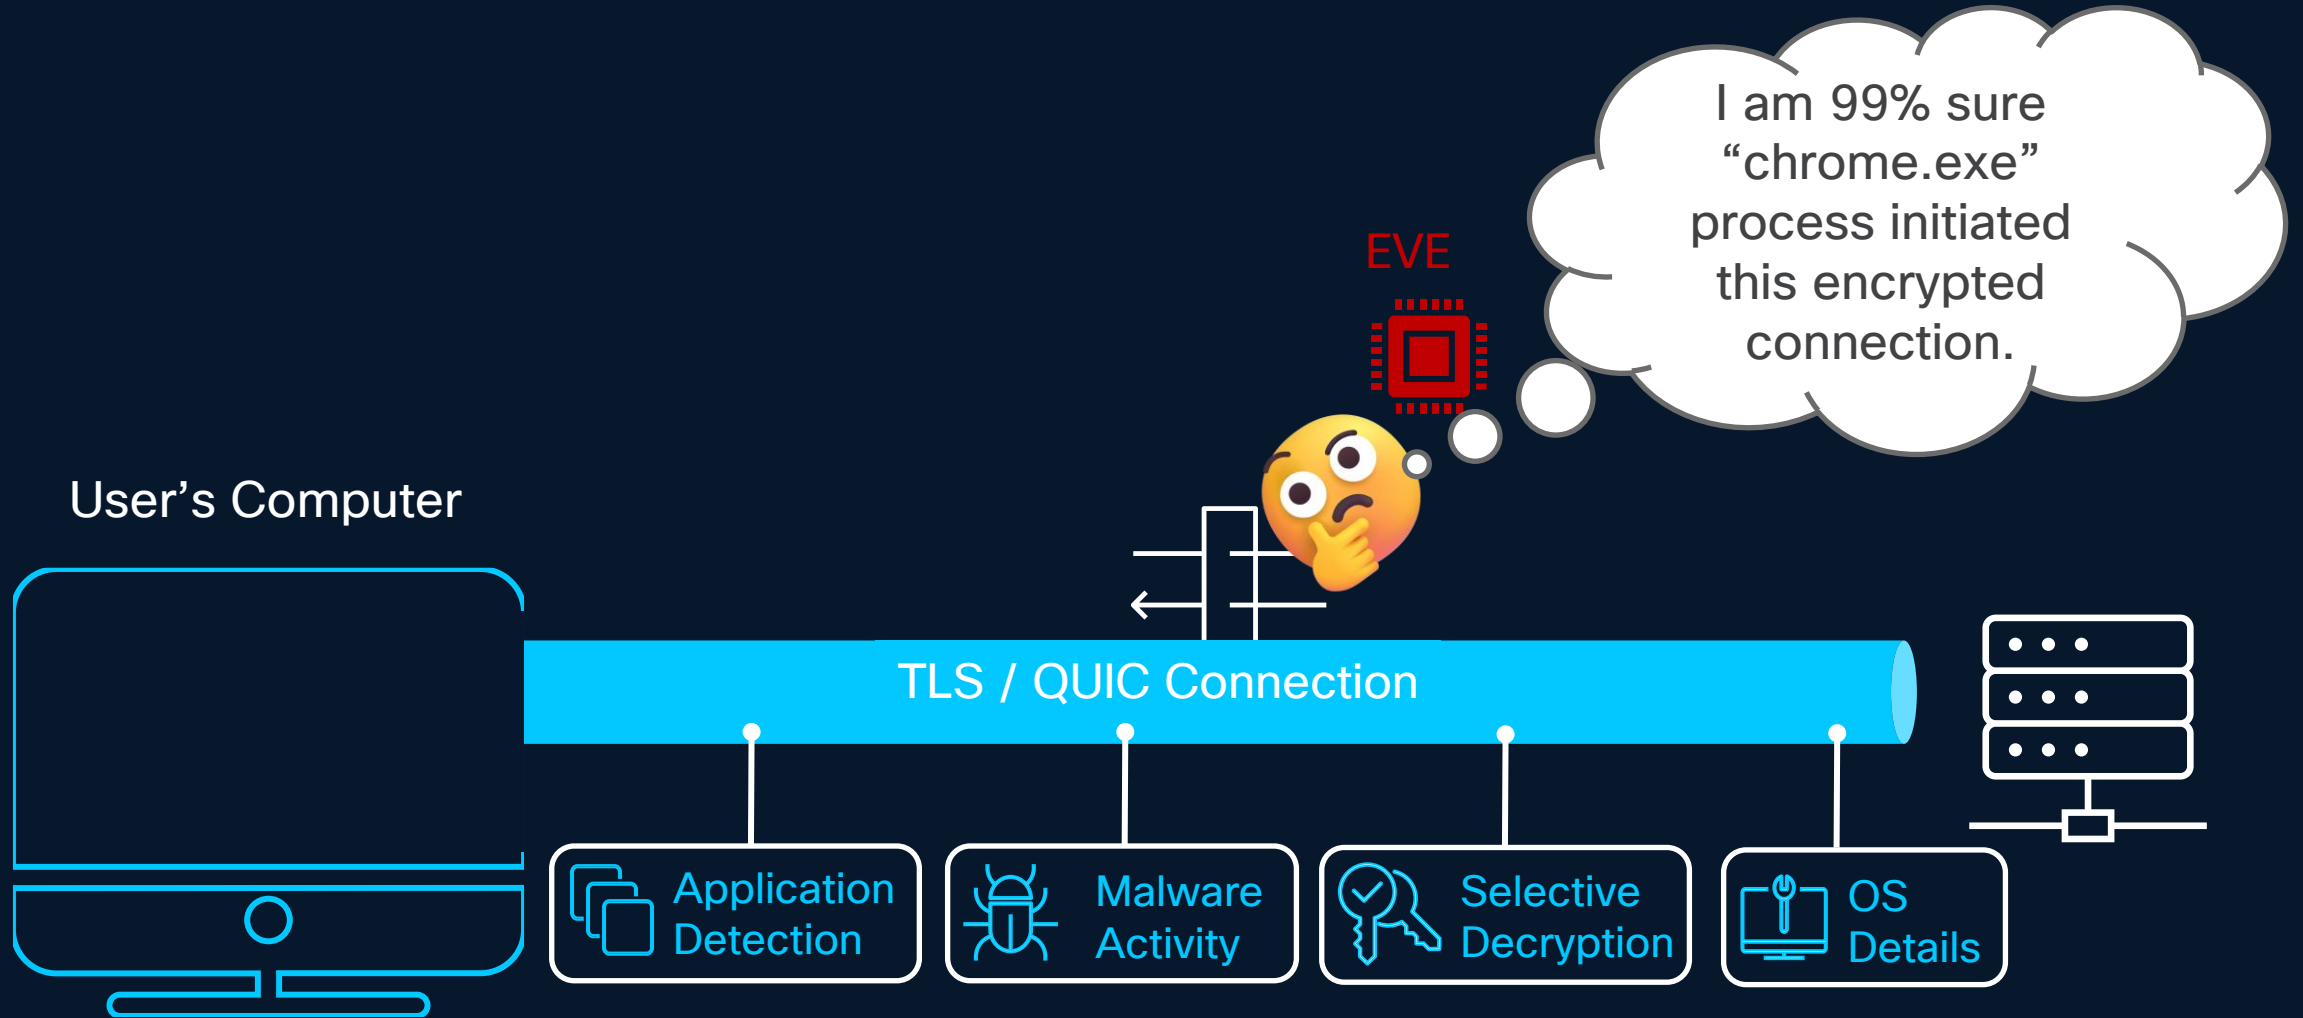 I am 99% sure
“chrome.exe”
process initiated
this encrypted
connection.
EVE
User’s Computer
TLS / QUIC Connection
Application
Detection
Malware
Activity
Selective
Decryption
OS
Details